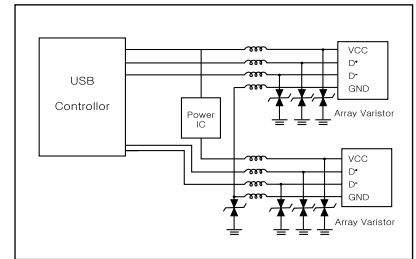 USB
Controllor
Power
IC
VCC
D+
D-
GND
Array Varistor
VCC
D+
D-
GND
Array Varistor